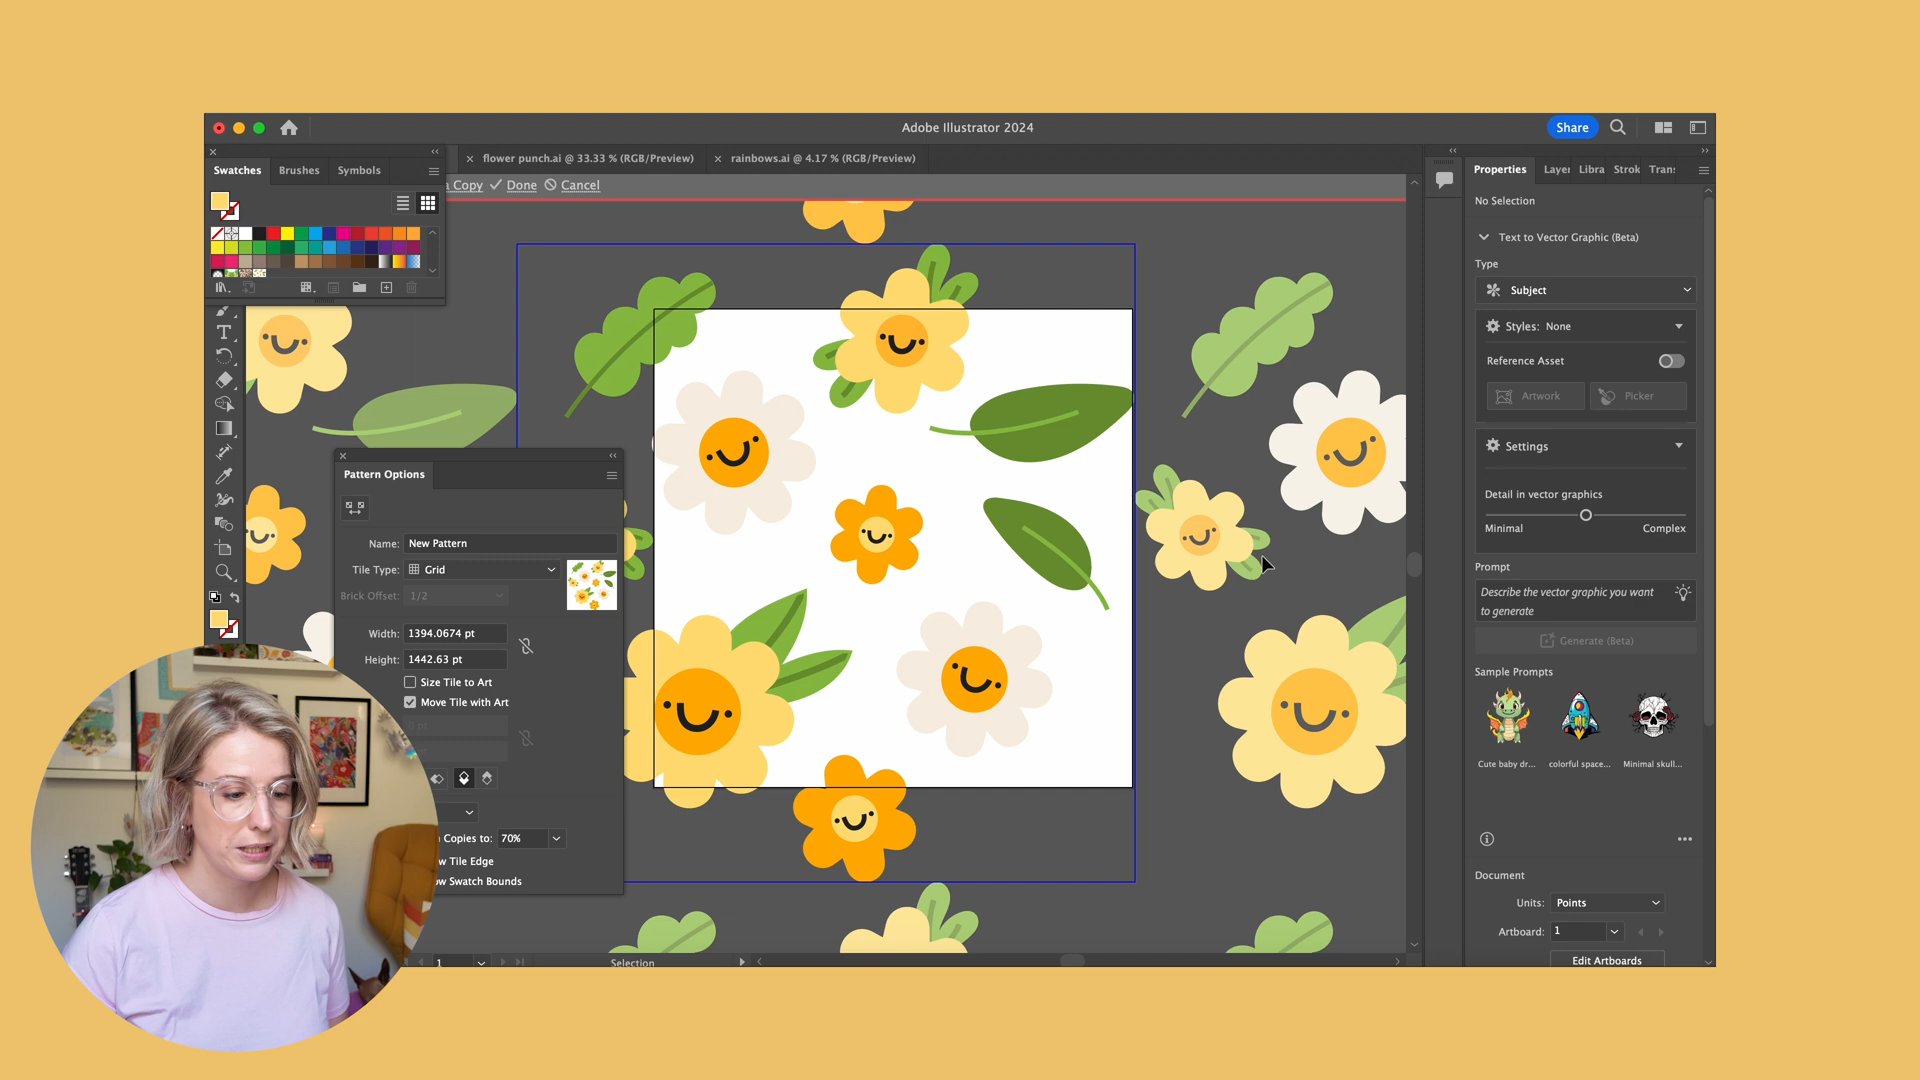 Adobe Illustrator 2024
Share
flower punch.ai @ 33.33 % (RGB/Preview)
rainbows.ai @ 4.17 % (RGB/Preview)
Swatches
Brushes
Symbols
Copy
Done
Cancel
Properties
Layer
Libra
Strok
Tran:
No Selection
Text to Vector Graphic (Beta)
Type
Subject
Styles: None
Reference Asset
Artwork
Picker
Settings
Detail in vector graphics
Minimal
Complex
Prompt
Describe the vector graphic you want
to generate
Generate (Beta)
Sample Prompts
Cute baby dr...
colorful space...
Minimal skull...
Document
Units:
Points
Artboard:
1
Edit Artboards
Pattern Options
Name:
New Pattern
Tile Type:
Grid
Brick Offset:
1/2
Width:
1394.0674 pt
Height:
1442.63 pt
Size Tile to Art
Move Tile with Art
0 pt
Copies to:
70%
w Tile Edge
ow Swatch Bounds
1
Selection